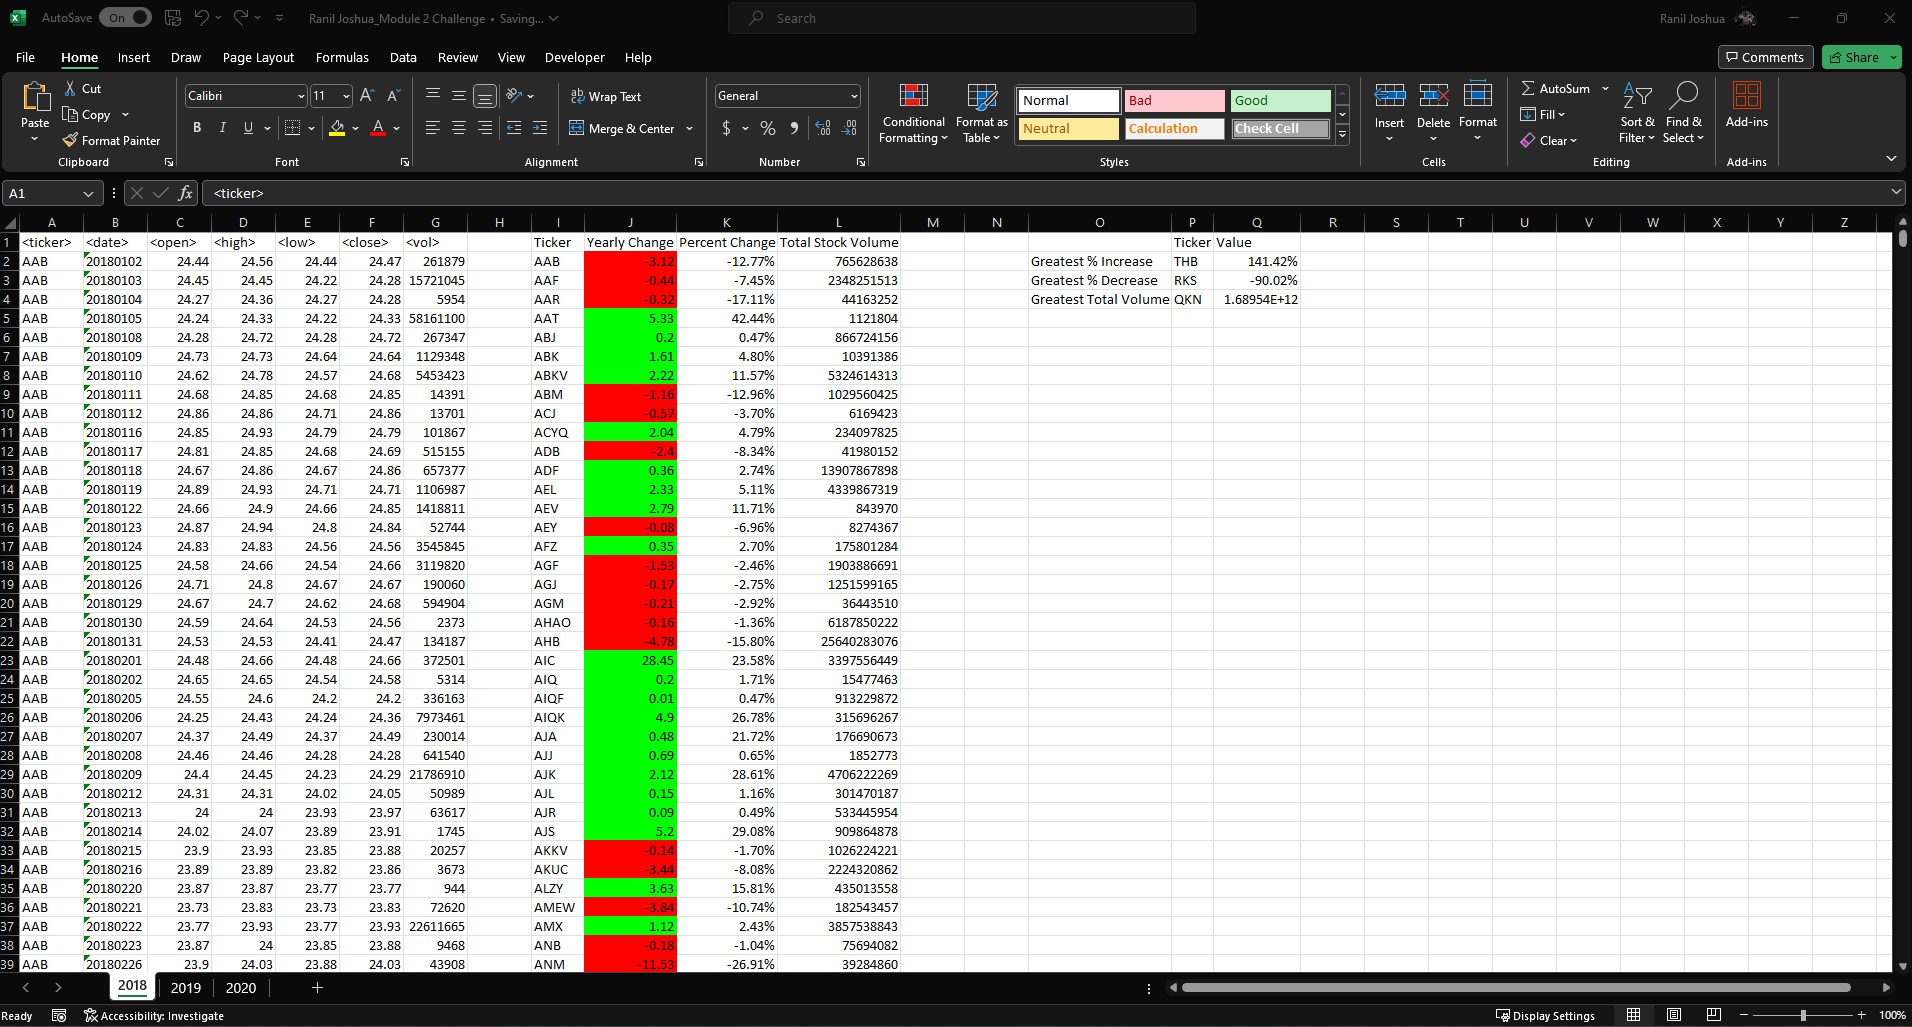 AutoSave On Ranil Joshua_Module 2 Challenge • Saving... Search Ranil Joshua
File Home Insert Draw Page Layout Formulas Data Review View Developer Help Comments Share
Cut Calibri 11 Wrap Text General Normal Bad Good AutoSum
Copy Conditional Format as Insert Delete Format Fill Sort & Find & Add-ins
Paste Format Painter B I U A Merge & Center $ % Formatting Table Neutral Calculation Check Cell Clear Filter Select
Clipboard Font Alignment Number Styles Cells Editing Add-ins
A1 fx <ticker>
A B C D E F G H I J K L M N O P Q R S T U V W X Y Z
1 <ticker> <date> <open> <high> <low> <close> <vol> Ticker Yearly Change Percent Change Total Stock Volume Ticker Value
2 AAB 20180102 24.44 24.56 24.44 24.47 261879 AAB -3.12 -12.77% 765628638 Greatest % Increase THB 141.42%
3 AAB 20180103 24.45 24.45 24.22 24.28 15721045 AAF -0.44 -7.45% 2348251513 Greatest % Decrease RKS -90.02%
4 AAB 20180104 24.27 24.36 24.27 24.28 5954 AAR -0.32 -17.11% 44163252 Greatest Total Volume QKN 1.68954E+12
5 AAB 20180105 24.24 24.33 24.22 24.33 58161100 AAT 5.33 42.44% 1121804
6 AAB 20180108 24.28 24.72 24.28 24.72 267347 ABJ 0.2 0.47% 866724156
7 AAB 20180109 24.73 24.73 24.64 24.64 1129348 ABK 1.61 4.80% 10391386
8 AAB 20180110 24.62 24.78 24.57 24.68 5453423 ABKV 2.22 11.57% 5324614313
9 AAB 20180111 24.68 24.85 24.68 24.85 14391 ABM -1.16 -12.96% 1029560425
10 AAB 20180112 24.86 24.86 24.71 24.86 13701 ACJ -0.57 -3.70% 6169423
11 AAB 20180116 24.85 24.93 24.79 24.79 101867 ACYQ 2.04 4.79% 234097825
12 AAB 20180117 24.81 24.85 24.68 24.69 515155 ADB -2.4 -8.34% 41980152
13 AAB 20180118 24.67 24.86 24.67 24.86 657377 ADF 0.36 2.74% 13907867898
14 AAB 20180119 24.89 24.93 24.71 24.71 1106987 AEL 2.33 5.11% 4339867319
15 AAB 20180122 24.66 24.9 24.66 24.85 1418811 AEV 2.79 11.71% 843970
16 AAB 20180123 24.87 24.94 24.8 24.84 52744 AEY -0.08 -6.96% 8274367
17 AAB 20180124 24.83 24.83 24.56 24.56 3545845 AFZ 0.35 2.70% 175801284
18 AAB 20180125 24.58 24.66 24.54 24.66 3119820 AGF -1.53 -2.46% 1903886691
19 AAB 20180126 24.71 24.8 24.67 24.67 190060 AGJ -0.17 -2.75% 1251599165
20 AAB 20180129 24.67 24.7 24.62 24.68 594904 AGM -0.21 -2.92% 36443510
21 AAB 20180130 24.59 24.64 24.53 24.56 2373 AHAO -0.16 -1.36% 6187850222
22 AAB 20180131 24.53 24.53 24.41 24.47 134187 AHB -4.78 -15.80% 25640283076
23 AAB 20180201 24.48 24.66 24.48 24.66 372501 AIC 28.45 23.58% 3397556449
24 AAB 20180202 24.65 24.65 24.54 24.58 5314 AIQ 0.2 1.71% 15477463
25 AAB 20180205 24.55 24.6 24.2 24.2 336163 AIQF 0.01 0.47% 913229872
26 AAB 20180206 24.25 24.43 24.24 24.36 7973461 AIQK 4.9 26.78% 315696267
27 AAB 20180207 24.37 24.49 24.37 24.49 230014 AJA 0.48 21.72% 176690673
28 AAB 20180208 24.46 24.46 24.28 24.28 641540 AJJ 0.69 0.65% 1852773
29 AAB 20180209 24.4 24.45 24.23 24.29 21786910 AJK 2.12 28.61% 4706222269
30 AAB 20180212 24.31 24.31 24.02 24.05 50989 AJL 0.15 1.16% 301470187
31 AAB 20180213 24 24 23.93 23.97 63617 AJR 0.09 0.49% 533445954
32 AAB 20180214 24.02 24.07 23.89 23.91 1745 AJS 5.2 29.08% 909864878
33 AAB 20180215 23.9 23.93 23.85 23.88 20257 AKKV -0.14 -1.70% 1026224221
34 AAB 20180216 23.89 23.89 23.82 23.86 3673 AKUC -3.44 -8.08% 2224320862
35 AAB 20180220 23.87 23.87 23.77 23.77 944 ALZY 3.63 15.81% 435013558
36 AAB 20180221 23.73 23.83 23.73 23.83 72620 AMEW -3.84 -10.74% 182543457
37 AAB 20180222 23.77 23.93 23.77 23.93 22611665 AMX 1.12 2.43% 3857538843
38 AAB 20180223 23.87 24 23.85 23.88 9468 ANB -0.18 -1.04% 75694082
39 AAB 20180226 23.9 24.03 23.88 24.03 43908 ANM -11.53 -26.91% 39284860
2018 2019 2020
Ready Accessibility: Investigate Display Settings 100%